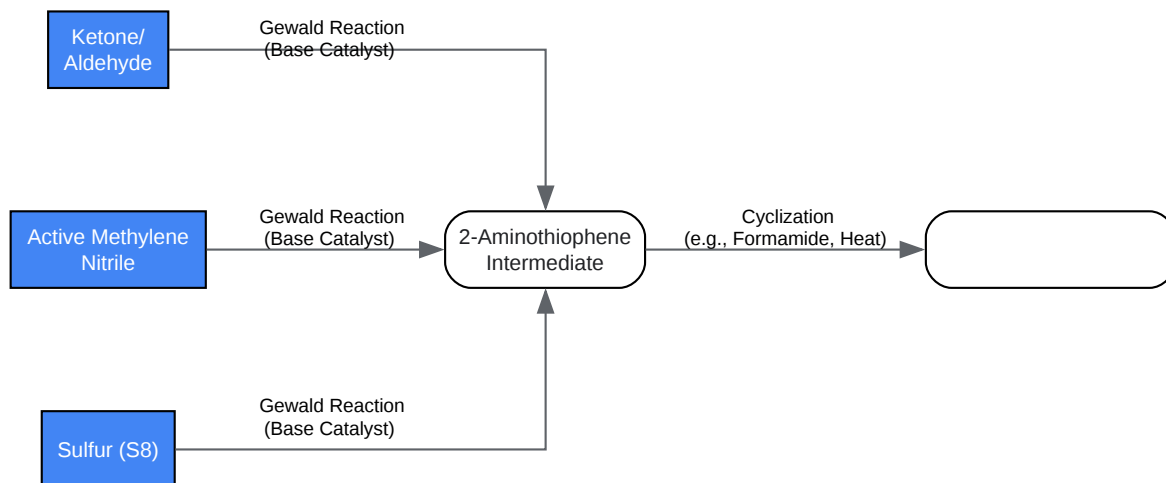 Ketone/
Aldehyde
Gewald Reaction
(Base Catalyst)
Active Methylene
Nitrile
Gewald Reaction
(Base Catalyst)
2-Aminothiophene
Intermediate
Cyclization
(e.g., Formamide, Heat)
Sulfur (S8)
Gewald Reaction
(Base Catalyst)